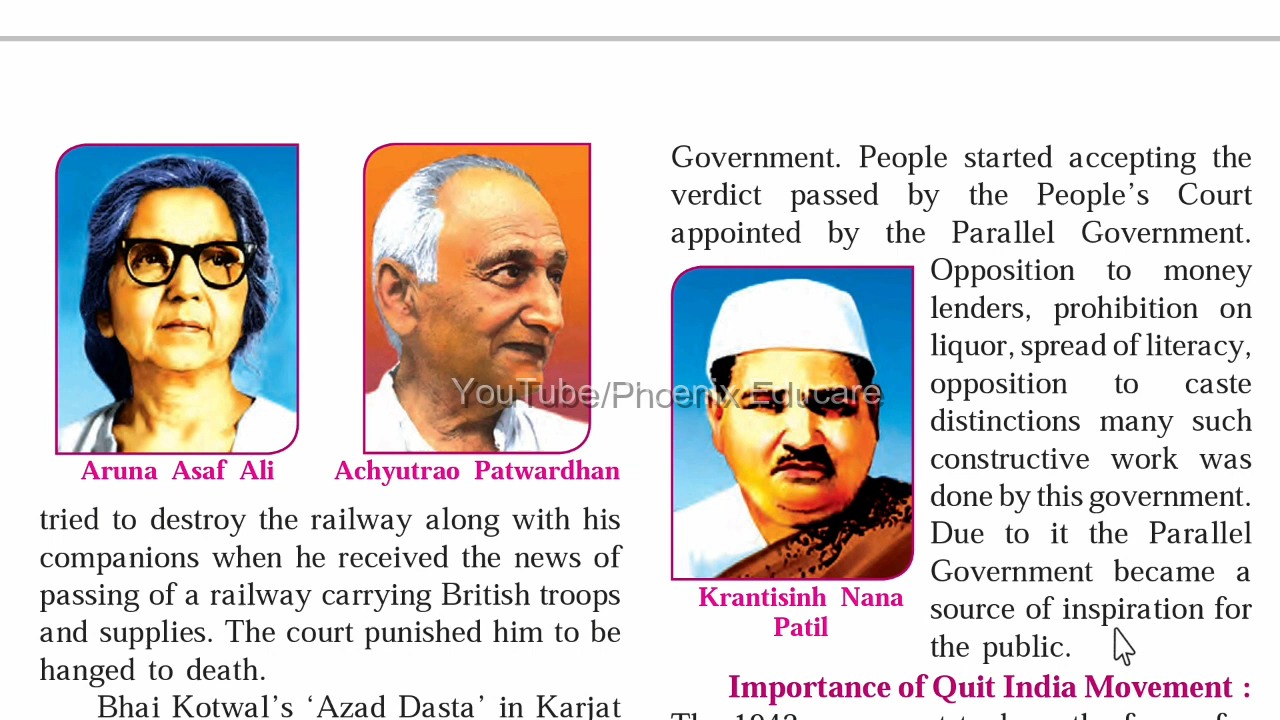 Aruna Asaf Ali
Achyutrao Patwardhan
tried to destroy the railway along with his
companions when he received the news of
passing of a railway carrying British troops
and supplies. The court punished him to be
hanged to death.
Bhai Kotwal's ‘Azad Dasta’ in Karjat
Government. People started accepting the
verdict passed by the People’s Court
appointed by the Parallel Government.
Opposition to money
lenders, prohibition on
liquor, spread of literacy,
opposition to caste
distinctions many such
constructive work was
done by this government.
Due to it the Parallel
Government became a
source of inspiration for
the public.
Krantisinh Nana
Patil
Importance of Quit India Movement :
YouTube/Phoenix Educare